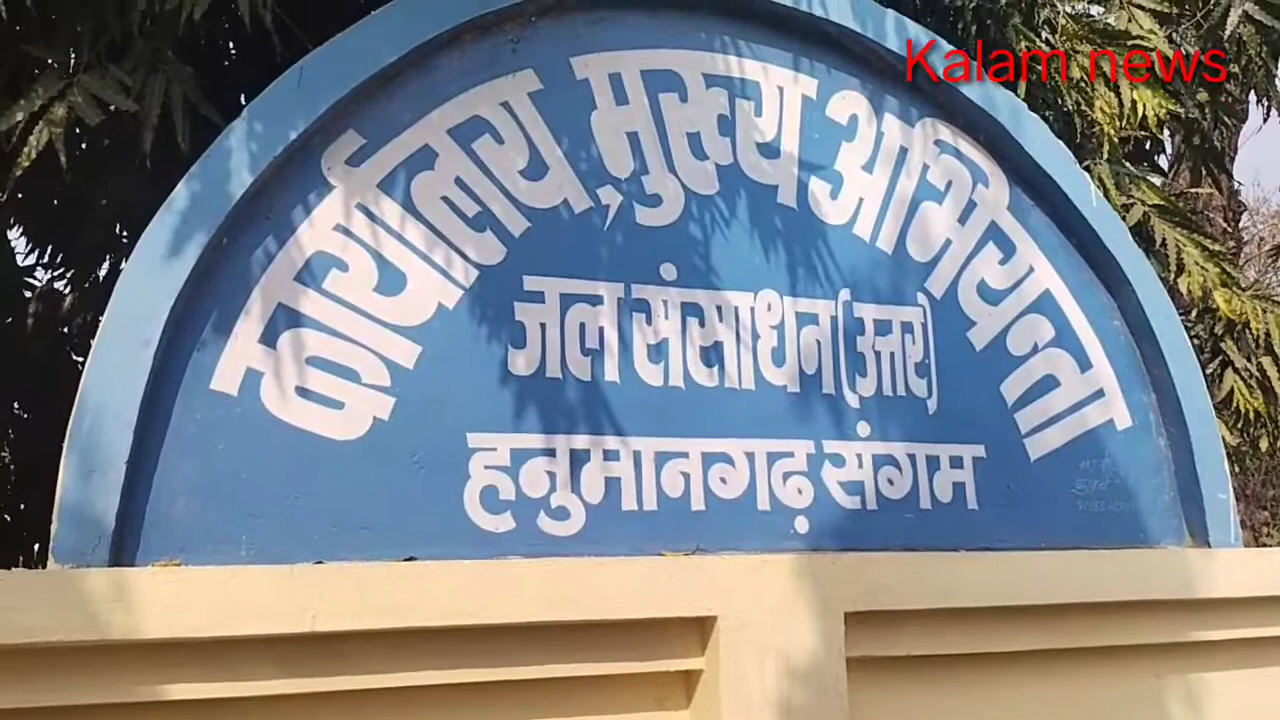 Kalam news
कार्यालय, मुख्य अभियन्ता
जल संसाधन (उत्तर)
हनुमानगढ़ संगम